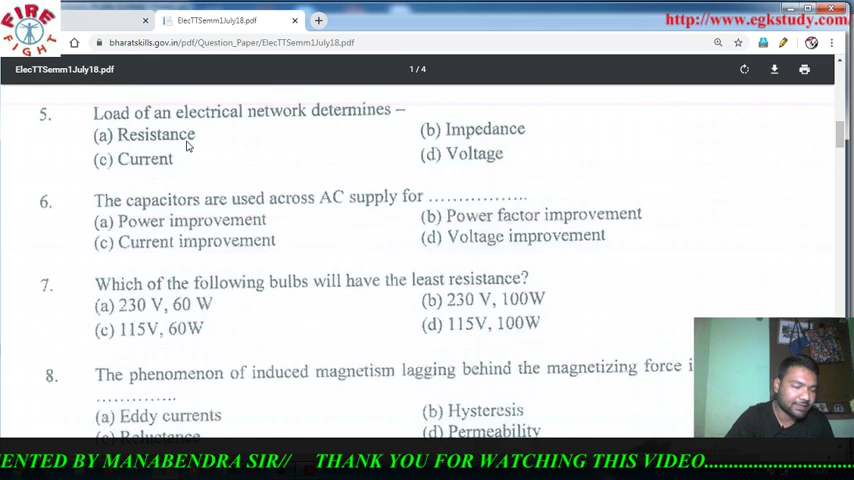 FIRE
FIGHT
ElecTTSemm1July18.pdf
http://www.egkstudy.com
bharatskills.gov.in/pdf/Question_Paper/ElecTTSemm1July18.pdf
ElecTTSemm1July18.pdf
1 / 4
5. Load of an electrical network determines –
(a) Resistance (b) Impedance
(c) Current (d) Voltage
6. The capacitors are used across AC supply for ……………..
(a) Power improvement (b) Power factor improvement
(c) Current improvement (d) Voltage improvement
7. Which of the following bulbs will have the least resistance?
(a) 230 V, 60 W (b) 230 V, 100W
(c) 115V, 60W (d) 115V, 100W
8. The phenomenon of induced magnetism lagging behind the magnetizing force i
…………..
(a) Eddy currents (b) Hysteresis
(c) Reluctance (d) Permeability
ENTED BY MANABENDRA SIR// THANK YOU FOR WATCHING THIS VIDEO.......................